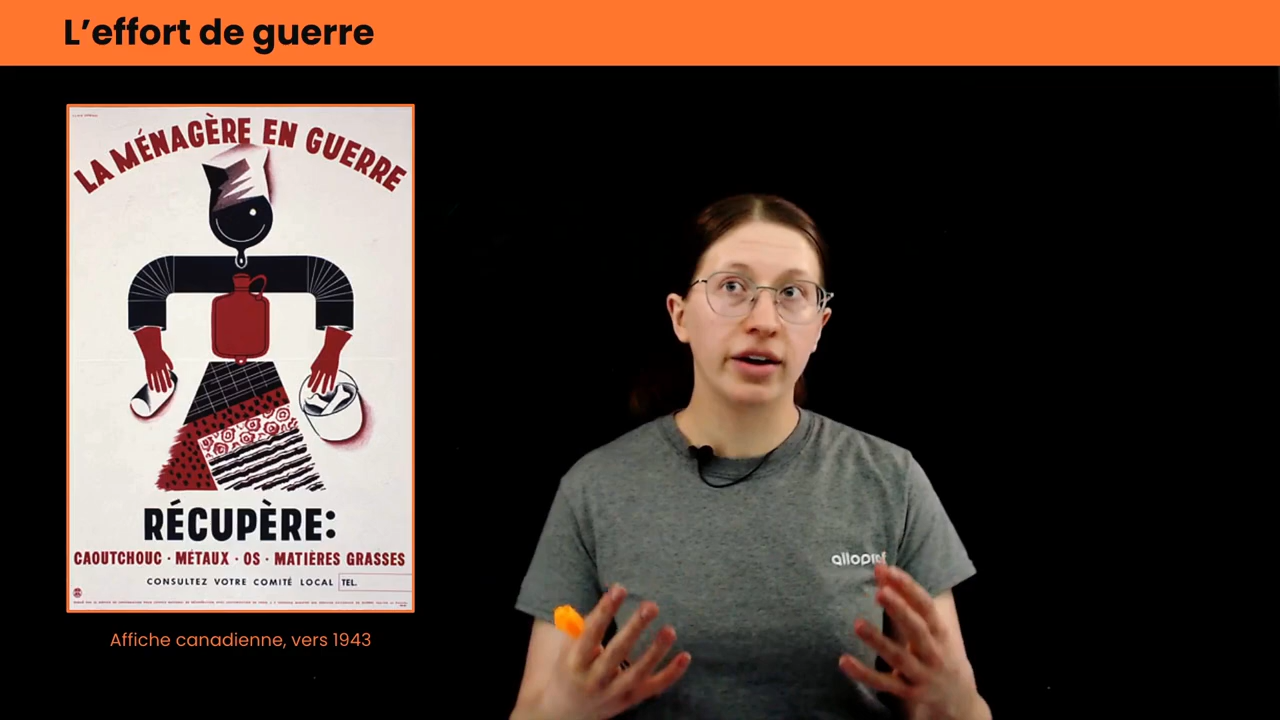 L’effort de guerre
LA MÉNAGÈRE EN GUERRE
RÉCUPÈRE:
CAOUTCHOUC · MÉTAUX · OS · MATIÈRES GRASSES
CONSULTEZ VOTRE COMITÉ LOCAL TEL.
Affiche canadienne, vers 1943
alloprof